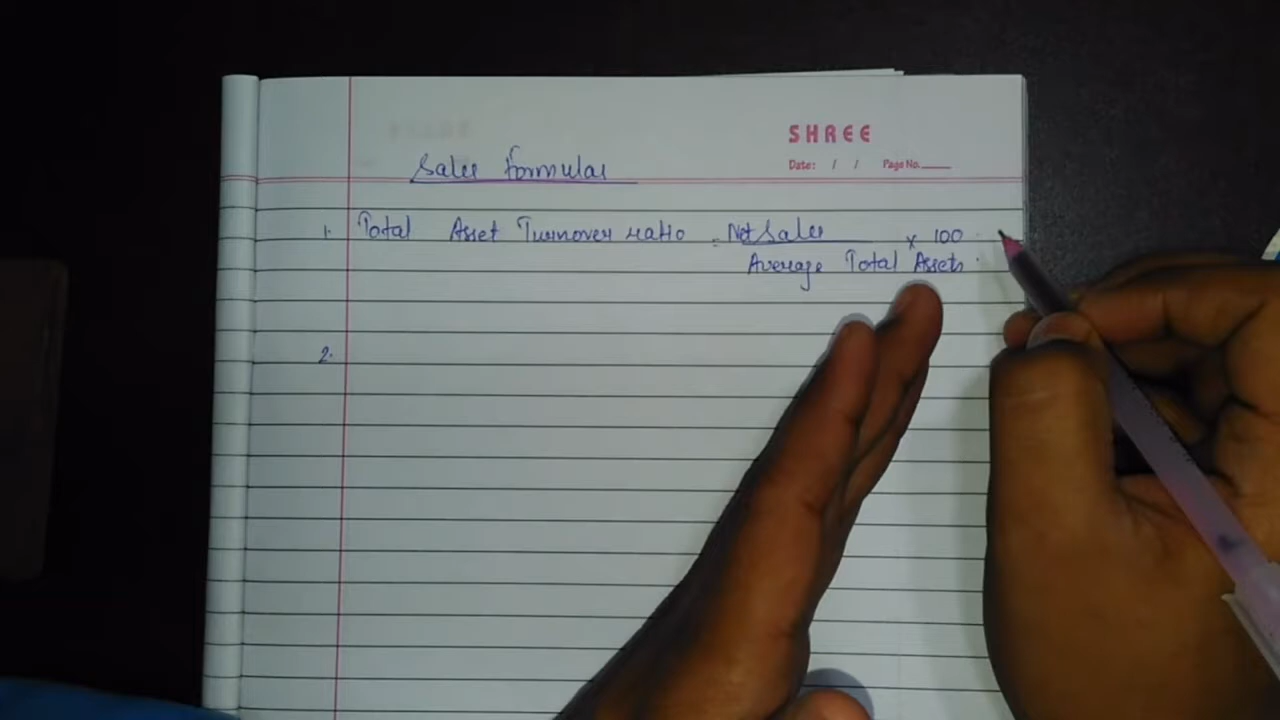 SHREE
Date: / / Page No.
Sales Formulas
1. Total Asset Turnover ratio = Net Sales × 100
Average Total Assets
2.